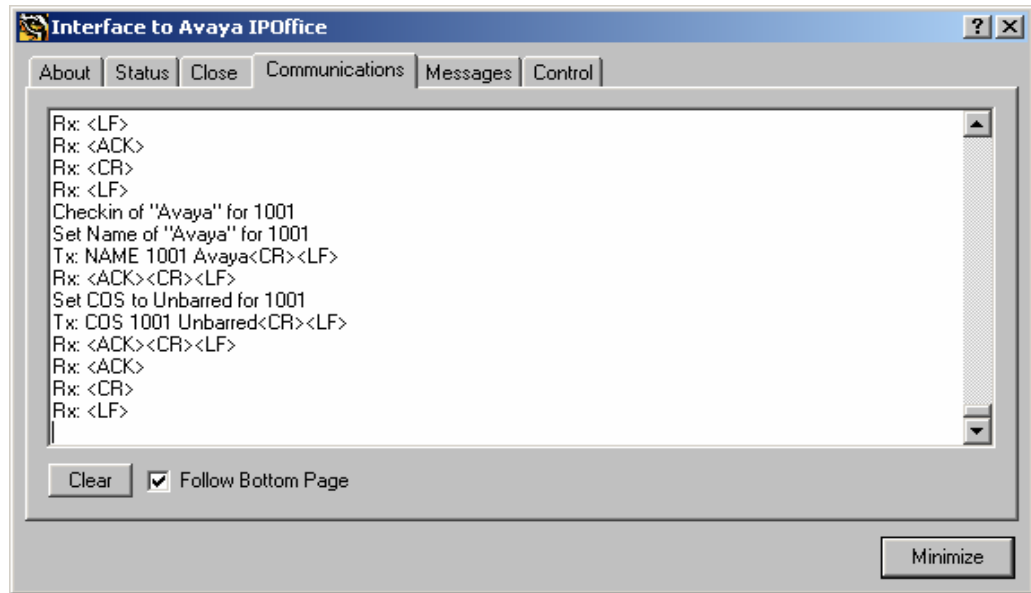 Interface to Avaya IPOffice
About Status Close Communications Messages Control
Rx: <LF>
Rx: <ACK>
Rx: <CR>
Rx: <LF>
Checkin of "Avaya" for 1001
Set Name of "Avaya" for 1001
Tx: NAME 1001 Avaya<CR><LF>
Rx: <ACK><CR><LF>
Set COS to Unbarred for 1001
Tx: COS 1001 Unbarred<CR><LF>
Rx: <ACK><CR><LF>
Rx: <ACK>
Rx: <CR>
Rx: <LF>
Clear Follow Bottom Page
Minimize